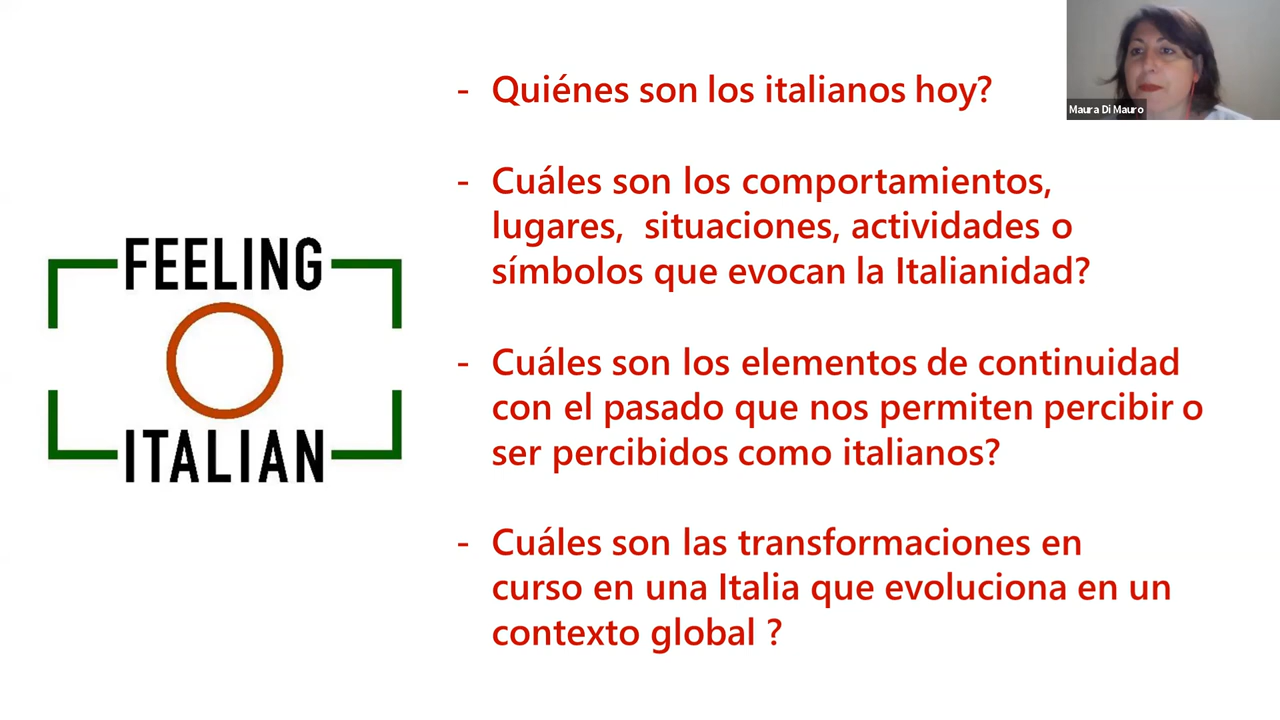 FEELING
ITALIAN
- Quiénes son los italianos hoy?
- Cuáles son los comportamientos,
lugares, situaciones, actividades o
símbolos que evocan la Italianidad?
- Cuáles son los elementos de continuidad
con el pasado que nos permiten percibir o
ser percibidos como italianos?
- Cuáles son las transformaciones en
curso en una Italia que evoluciona en un
contexto global ?
Maura Di Mauro